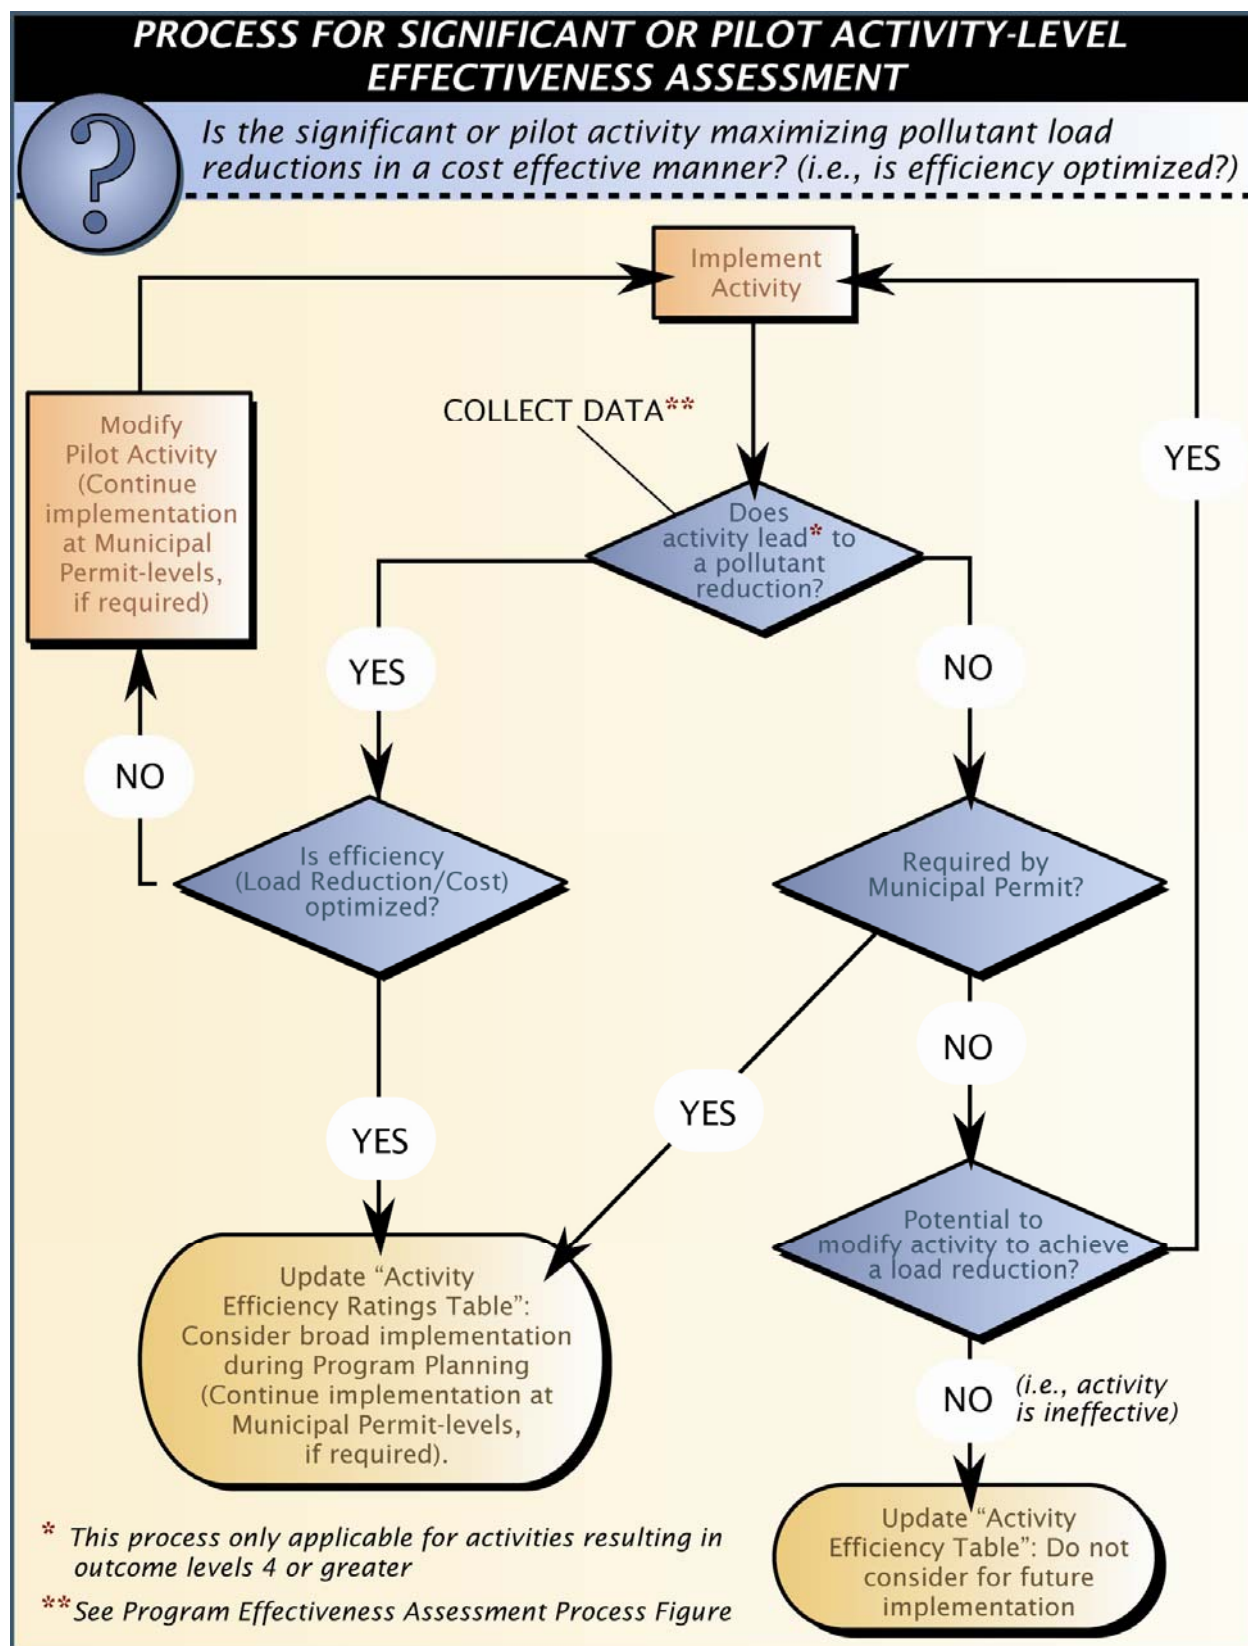 PROCESS FOR SIGNIFICANT OR PILOT ACTIVITY-LEVEL
EFFECTIVENESS ASSESSMENT
?
Is the significant or pilot activity maximizing pollutant load
reductions in a cost effective manner? (i.e., is efficiency optimized?)
Implement
Activity
Modify
Pilot Activity
(Continue
implementation
at Municipal
Permit-levels,
if required)
COLLECT DATA**
YES
Does
activity lead* to
a pollutant
reduction?
YES
NO
NO
Is efficiency
(Load Reduction/Cost)
optimized?
Required by
Municipal Permit?
NO
YES
YES
Potential to
modify activity to achieve
a load reduction?
Update “Activity
Efficiency Ratings Table”:
Consider broad implementation
during Program Planning
(Continue implementation at
Municipal Permit-levels,
if required).
NO
(i.e., activity
is ineffective)
Update “Activity
Efficiency Table”: Do not
consider for future
implementation
* This process only applicable for activities resulting in
outcome levels 4 or greater
**See Program Effectiveness Assessment Process Figure